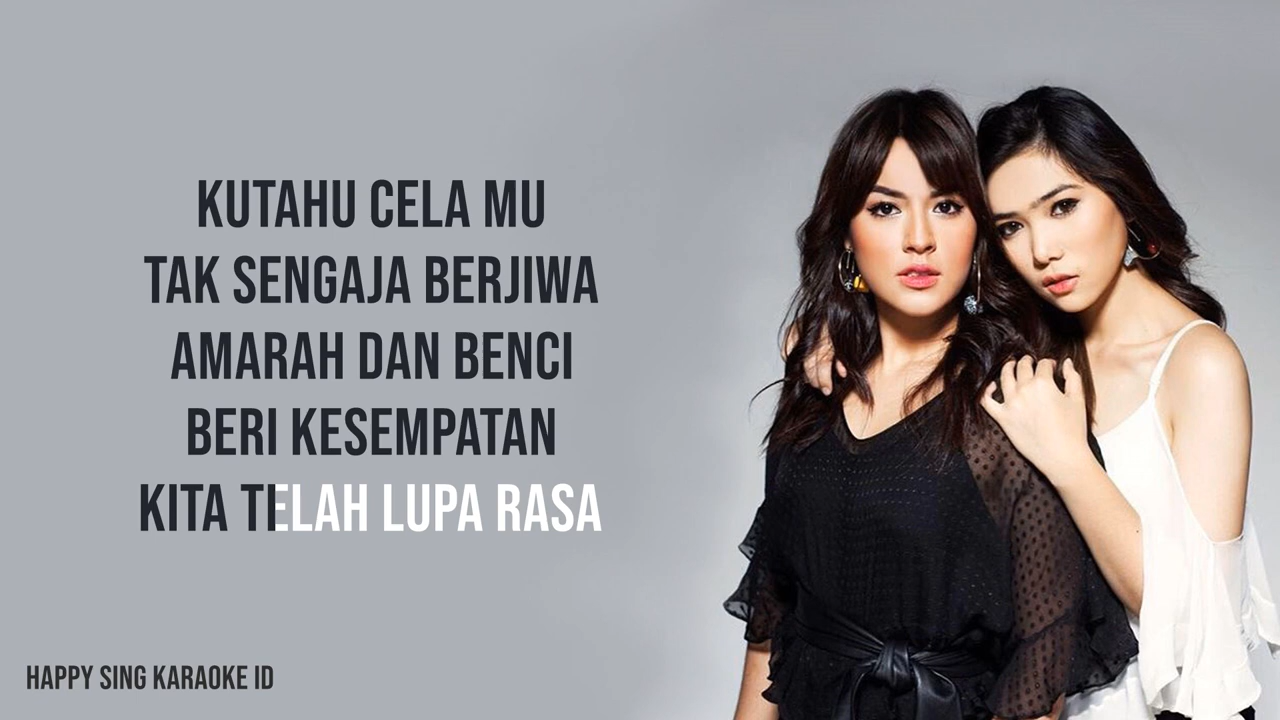 KUTAHU CELA MU
TAK SENGAJA BERJIWA
AMARAH DAN BENCI
BERI KESEMPATAN
KITA TELAH LUPA RASA
HAPPY SING KARAOKE ID